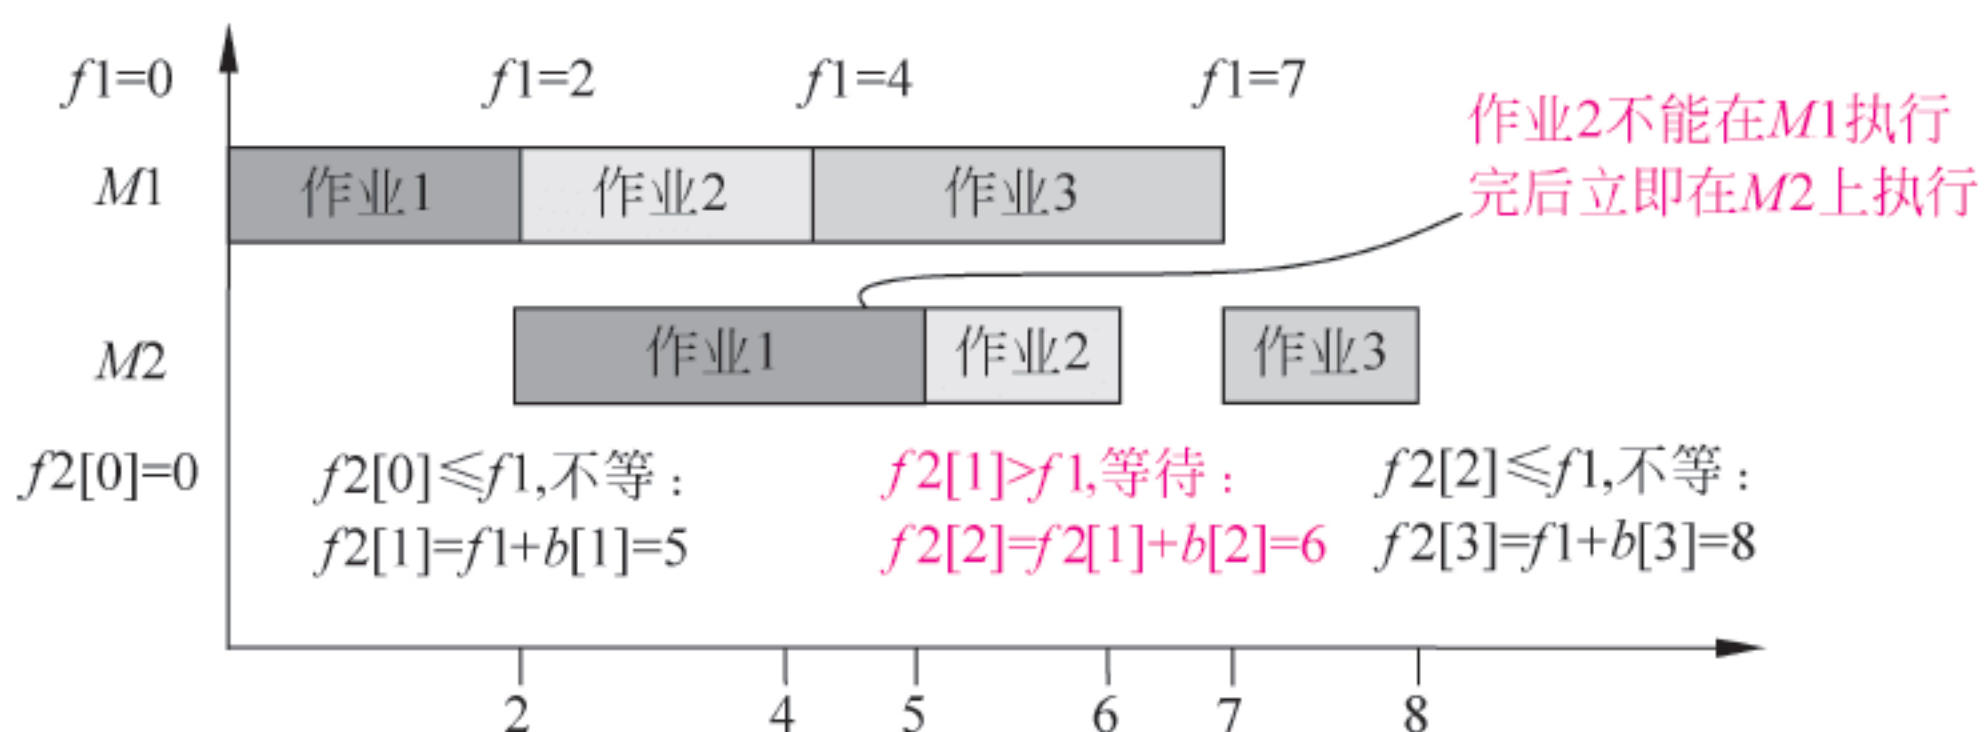 f1=0 f1=2 f1=4 f1=7
作业2不能在M1执行
完后立即在M2上执行
M1 作业1 作业2 作业3
M2 作业1 作业2 作业3
f2[0]=0 f2[0]≤f1,不等: f2[1]>f1,等待: f2[2]≤f1,不等:
f2[1]=f1+b[1]=5 f2[2]=f2[1]+b[2]=6 f2[3]=f1+b[3]=8
2 4 5 6 7 8